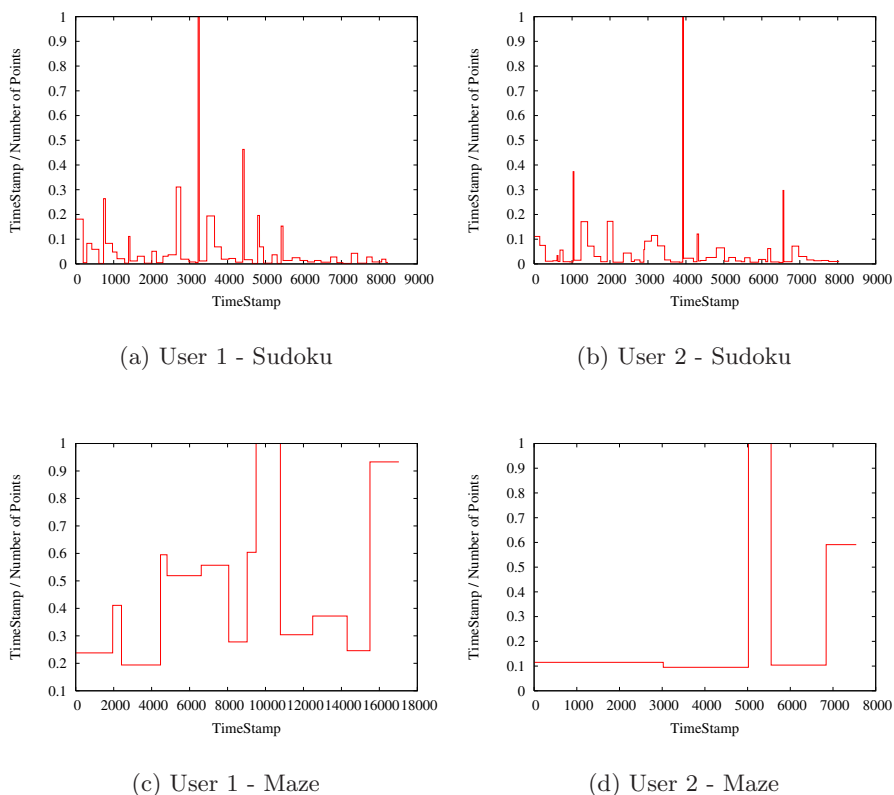 1
0.9
0.8
0.7
0.6
0.5
0.4
0.3
0.2
0.1
0
TimeStamp / Number of Points
0 1000 2000 3000 4000 5000 6000 7000 8000 9000
TimeStamp
(a) User 1 - Sudoku
1
0.9
0.8
0.7
0.6
0.5
0.4
0.3
0.2
0.1
0
TimeStamp / Number of Points
0 1000 2000 3000 4000 5000 6000 7000 8000 9000
TimeStamp
(b) User 2 - Sudoku
1
0.9
0.8
0.7
0.6
0.5
0.4
0.3
0.2
0.1
TimeStamp / Number of Points
0 2000 4000 6000 8000 10000 12000 14000 16000 18000
TimeStamp
(c) User 1 - Maze
1
0.9
0.8
0.7
0.6
0.5
0.4
0.3
0.2
0.1
0
TimeStamp / Number of Points
0 1000 2000 3000 4000 5000 6000 7000 8000
TimeStamp
(d) User 2 - Maze